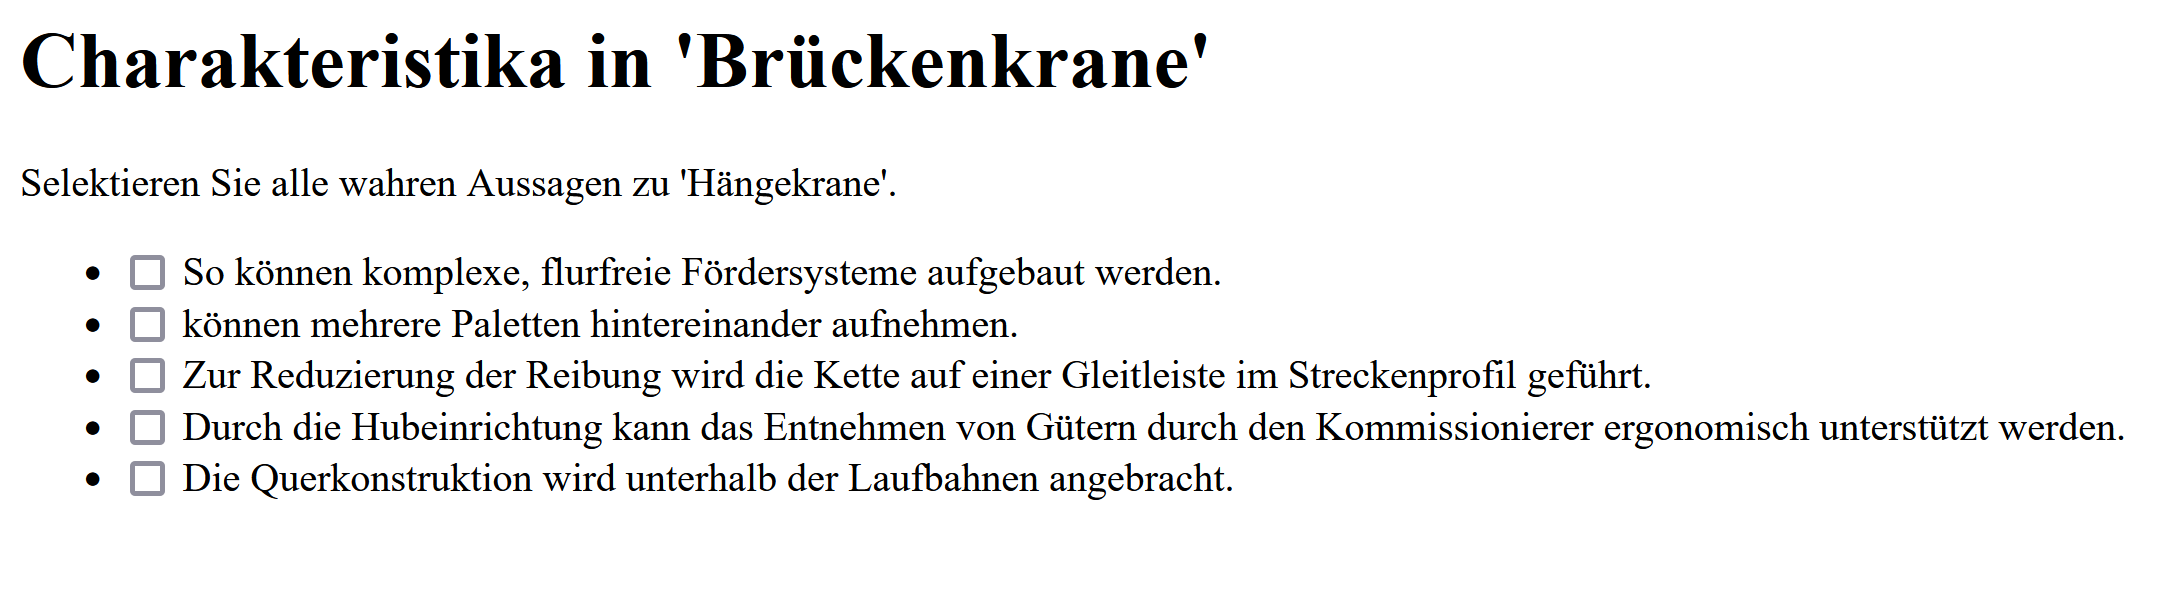 Charakteristika in 'Brückenkrane'
Selektieren Sie alle wahren Aussagen zu 'Hängekrane'.
So können komplexe, flurfreie Fördersysteme aufgebaut werden.
können mehrere Paletten hintereinander aufnehmen.
Zur Reduzierung der Reibung wird die Kette auf einer Gleitleiste im Streckenprofil geführt.
Durch die Hubeinrichtung kann das Entnehmen von Gütern durch den Kommissionierer ergonomisch unterstützt werden.
Die Querkonstruktion wird unterhalb der Laufbahnen angebracht.